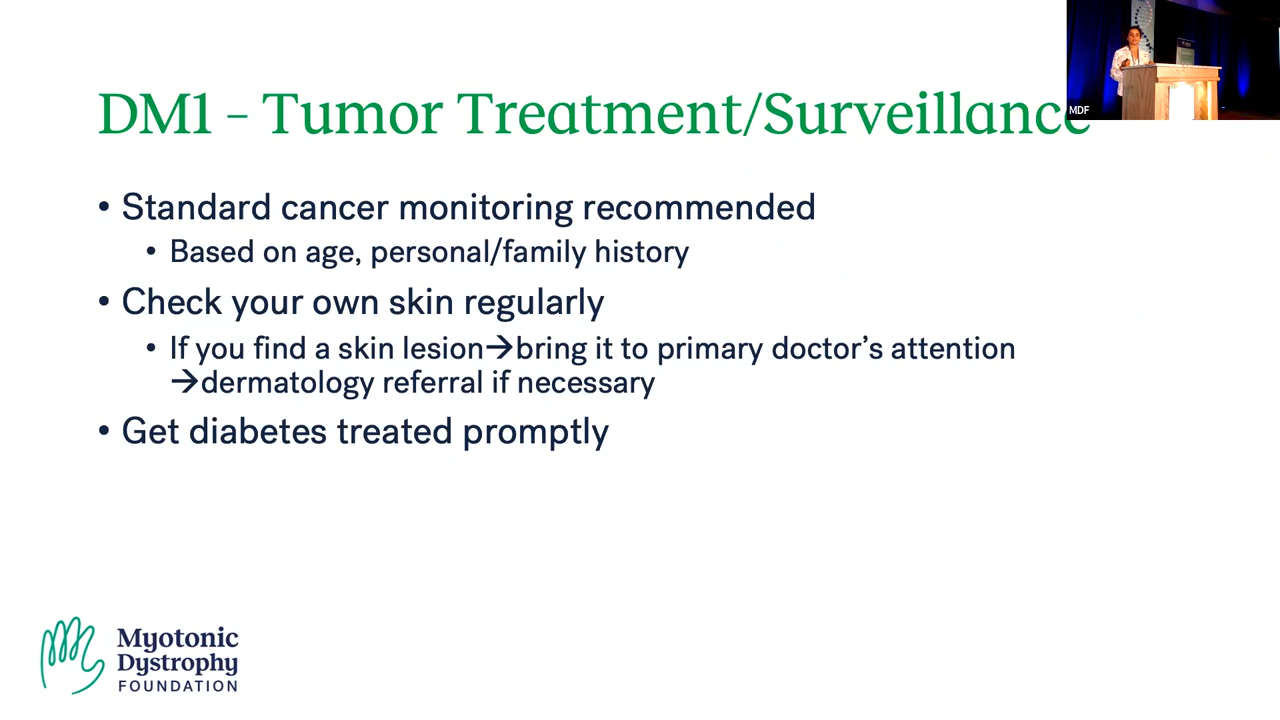 DM1 – Tumor Treatment/Surveillance
MDF
• Standard cancer monitoring recommended
• Based on age, personal/family history
• Check your own skin regularly
• If you find a skin lesion→bring it to primary doctor's attention
→dermatology referral if necessary
• Get diabetes treated promptly
Myotonic
Dystrophy
FOUNDATION